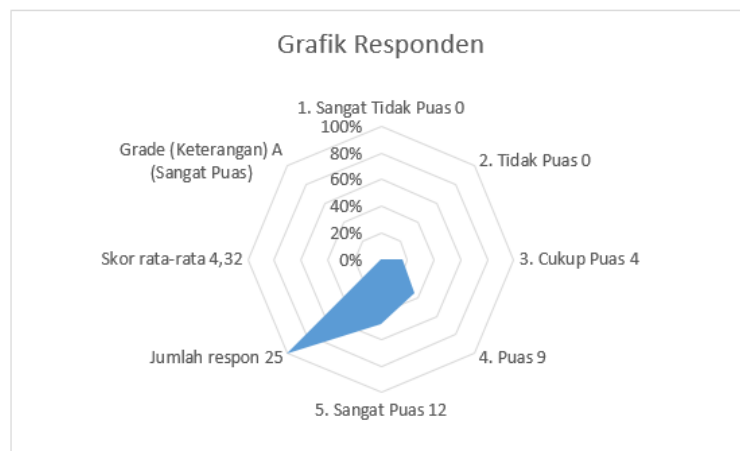 Grafik Responden
1. Sangat Tidak Puas 0
100%
80%
60%
40%
20%
0%
2. Tidak Puas 0
3. Cukup Puas 4
4. Puas 9
5. Sangat Puas 12
Jumlah respon 25
Skor rata-rata 4,32
Grade (Keterangan) A
(Sangat Puas)